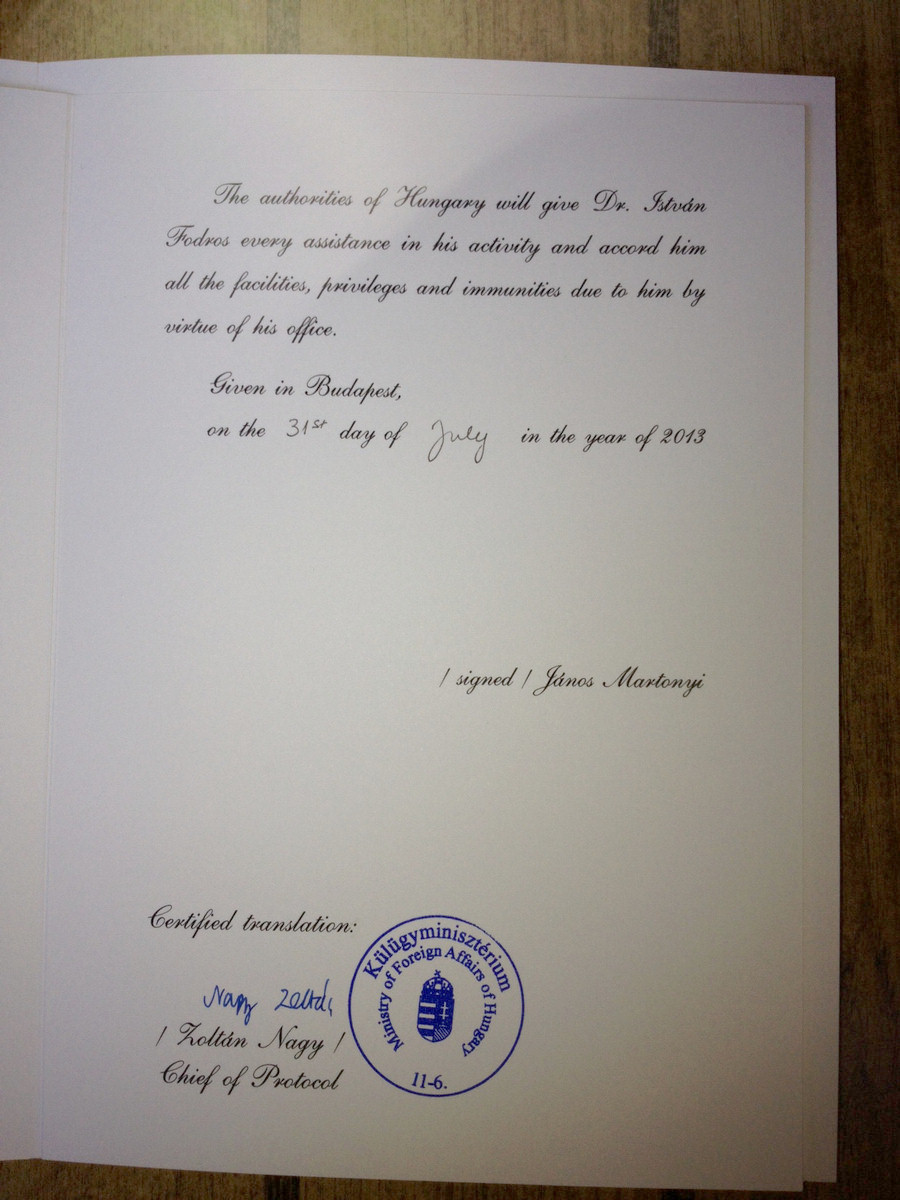 The authorities of Hungary will give Dr. István
Fodros every assistance in his activity and accord him
all the facilities, privileges and immunities due to him by
virtue of his office.
Given in Budapest,
on the 31st day of July in the year of 2013
/ signed / János Martonyi
Certified translation:
Nagy Zoltán
/ Zoltán Nagy /
Chief of Protocol
Külügyminisztérium
Ministry of Foreign Affairs of Hungary
11-6.